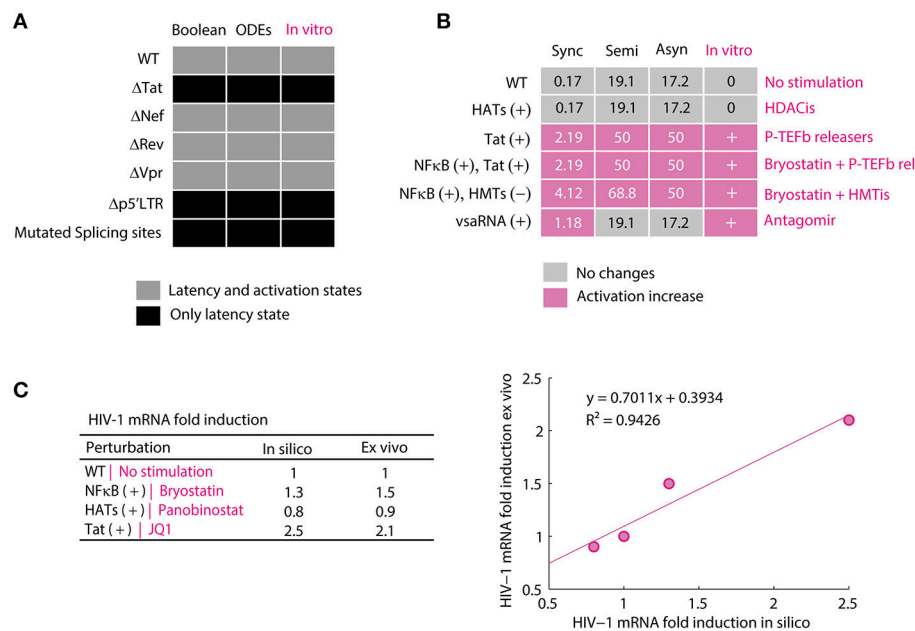 A
Boolean ODEs In vitro
WT
ΔTat
ΔNef
ΔRev
ΔVpr
Δp5'LTR
Mutated Splicing sites
Latency and activation states
Only latency state
B
Sync Semi Asyn In vitro
WT 0.17 19.1 17.2 0 No stimulation
HATs (+) 0.17 19.1 17.2 0 HDACis
Tat (+) 2.19 50 50 + P-TEFb releasers
NFκB (+), Tat (+) 2.19 50 50 + Bryostatin + P-TEFb rel
NFκB (+), HMTs (−) 4.12 68.8 50 + Bryostatin + HMTis
vsaRNA (+) 1.18 19.1 17.2 + Antagomir
No changes
Activation increase
C
HIV-1 mRNA fold induction
Perturbation In silico Ex vivo
WT | No stimulation 1 1
NFκB (+) | Bryostatin 1.3 1.5
HATs (+) | Panobinostat 0.8 0.9
Tat (+) | JQ1 2.5 2.1
HIV−1 mRNA fold induction ex vivo
2.5
2
1.5
1
0.5
y = 0.7011x + 0.3934
R² = 0.9426
0.5 1 1.5 2 2.5
HIV−1 mRNA fold induction in silico